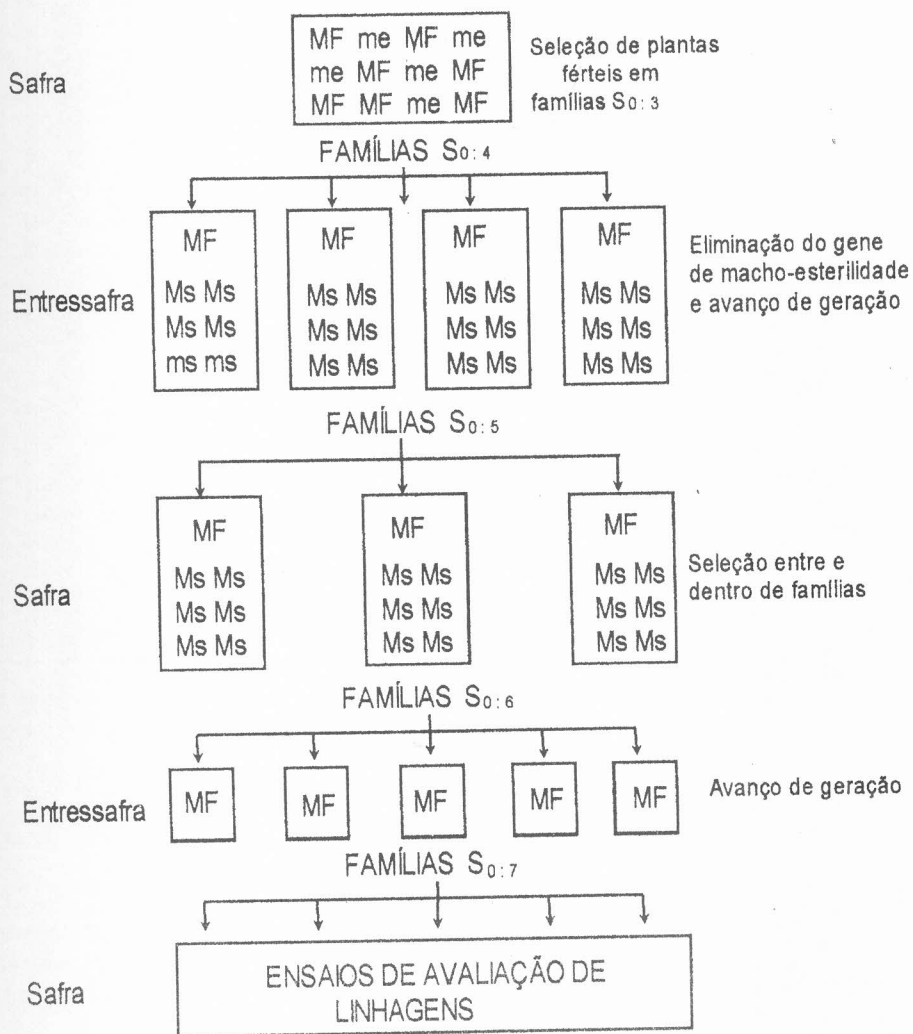 Safra
MF me MF me
me MF me MF
MF MF me MF
Seleção de plantas
férteis em
famílias S0:3
FAMÍLIAS S0:4
Entressafra
MF
Ms Ms
Ms Ms
ms ms
MF
Ms Ms
Ms Ms
Ms Ms
MF
Ms Ms
Ms Ms
Ms Ms
MF
Ms Ms
Ms Ms
Ms Ms
Eliminação do gene
de macho-esterilidade
e avanço de geração
FAMÍLIAS S0:5
Safra
MF
Ms Ms
Ms Ms
Ms Ms
MF
Ms Ms
Ms Ms
Ms Ms
MF
Ms Ms
Ms Ms
Ms Ms
Seleção entre e
dentro de famílias
FAMÍLIAS S0:6
Entressafra
MF
MF
MF
MF
MF
Avanço de geração
FAMÍLIAS S0:7
Safra
ENSAIOS DE AVALIAÇÃO DE
LINHAGENS